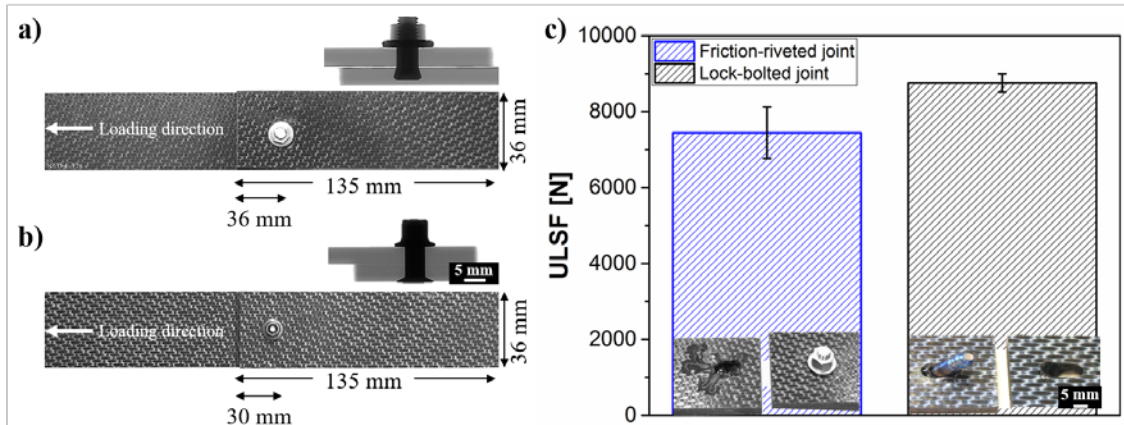 a)
Loading direction
36 mm
135 mm
36 mm
b)
5 mm
Loading direction
36 mm
135 mm
30 mm
c)
10000
8000
6000
4000
2000
0
ULSF [N]
Friction-riveted joint
Lock-bolted joint
5 mm